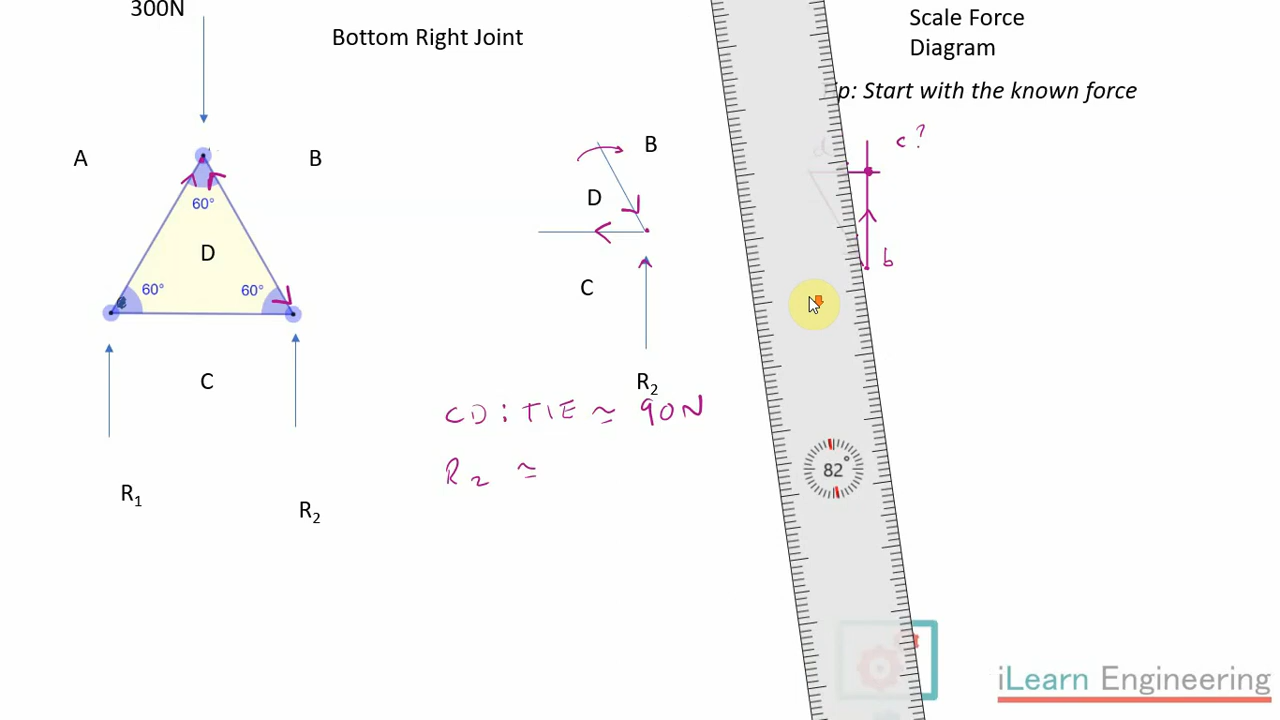 300N
Bottom Right Joint
Scale Force
Diagram
p: Start with the known force
A
B
60°
D
60°
60°
C
R₁
R₂
B
D
C
R₂
CD: TIE ≃ 90N
R₂ ≃
d
c?
b
82°
iLearn Engineering